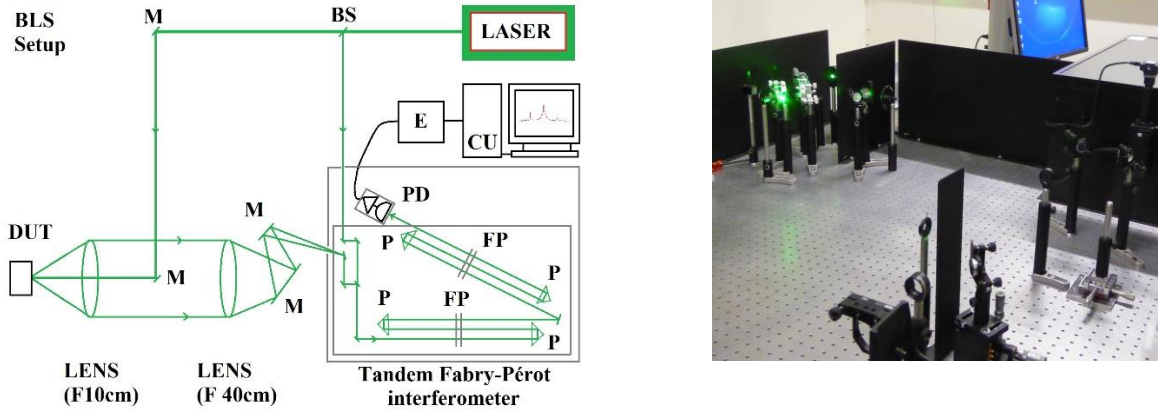 BLS
Setup
M
BS
LASER
E
CU
PD
M
DUT
P
FP
M
M
P
FP
P
P
LENS
(F10cm)
LENS
(F 40cm)
Tandem Fabry-Pérot
interferometer